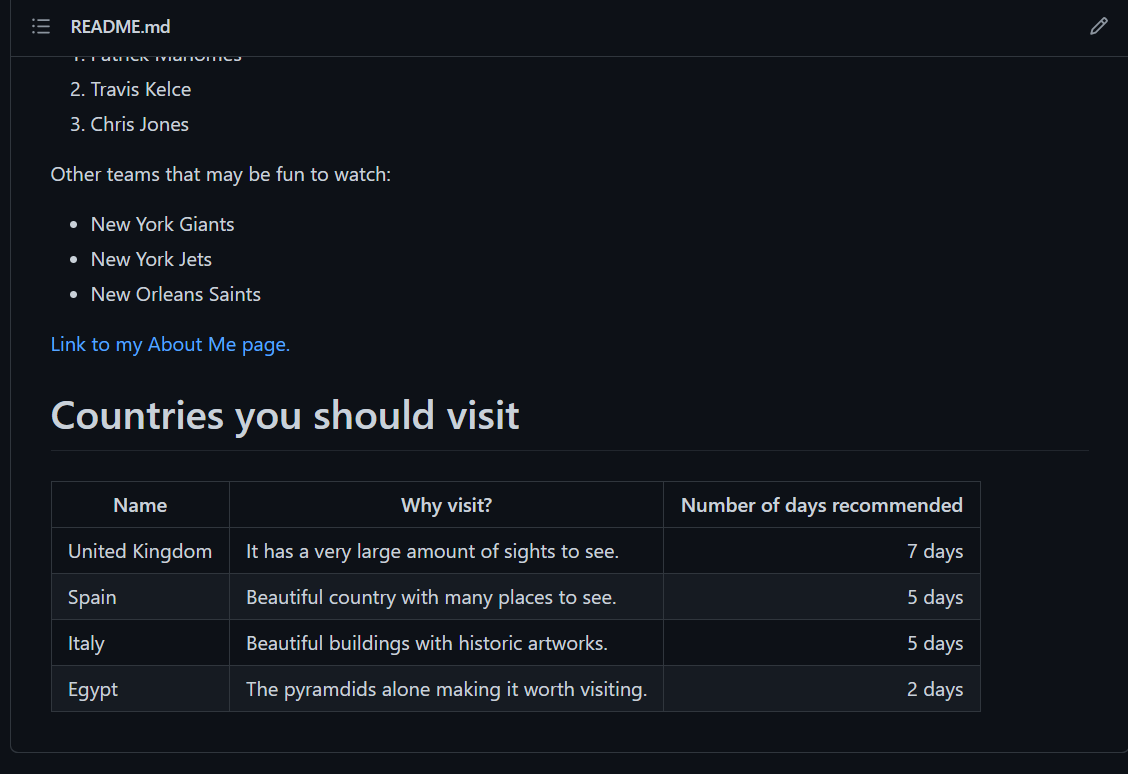 README.md
1. Patrick Mahomes
2. Travis Kelce
3. Chris Jones
Other teams that may be fun to watch:
• New York Giants
• New York Jets
• New Orleans Saints
Link to my About Me page.
Countries you should visit
Name Why visit? Number of days recommended
United Kingdom It has a very large amount of sights to see. 7 days
Spain Beautiful country with many places to see. 5 days
Italy Beautiful buildings with historic artworks. 5 days
Egypt The pyramdids alone making it worth visiting. 2 days